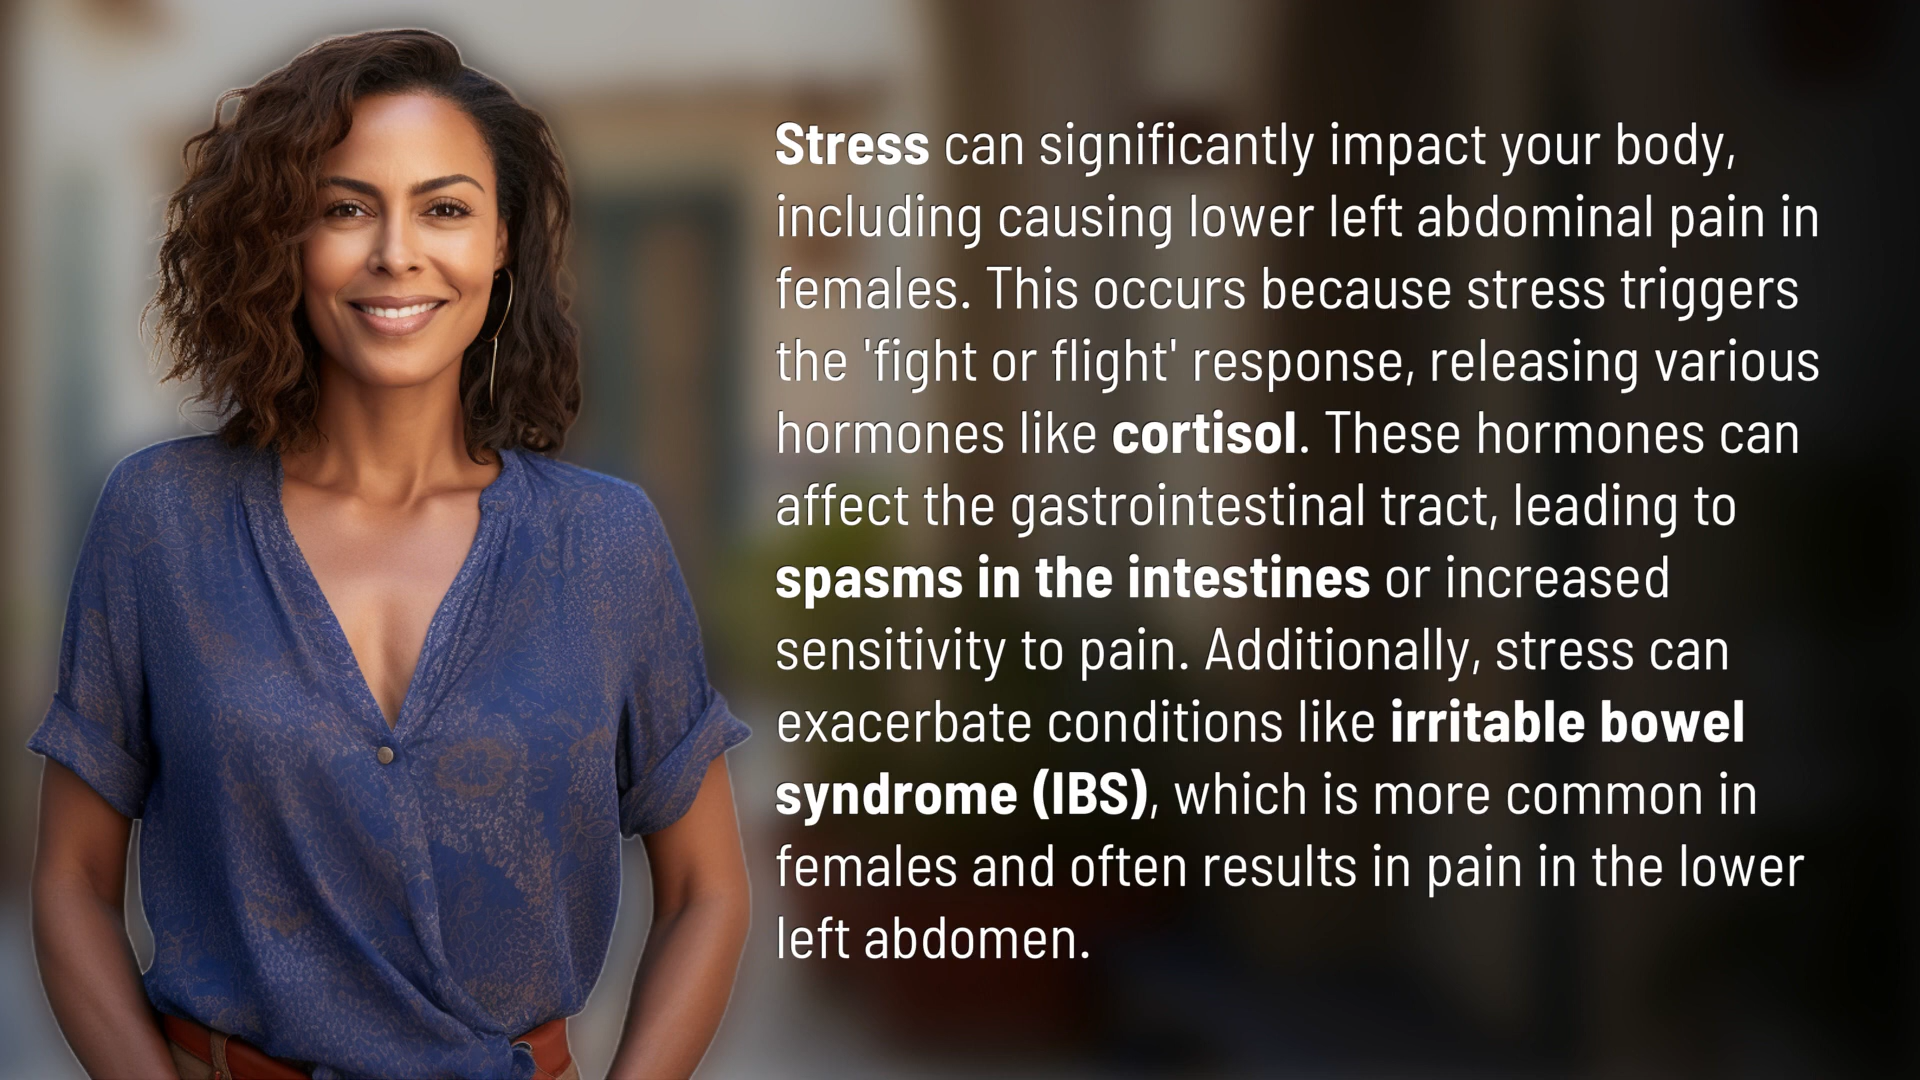 Stress can significantly impact your body,
including causing lower left abdominal pain in
females. This occurs because stress triggers
the 'fight or flight' response, releasing various
hormones like cortisol. These hormones can
affect the gastrointestinal tract, leading to
spasms in the intestines or increased
sensitivity to pain. Additionally, stress can
exacerbate conditions like irritable bowel
syndrome (IBS), which is more common in
females and often results in pain in the lower
left abdomen.